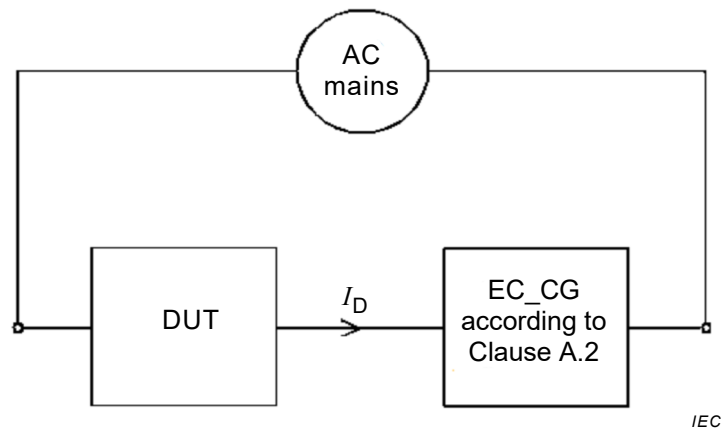 AC
mains
DUT
I_D
EC_CG
according to
Clause A.2
IEC